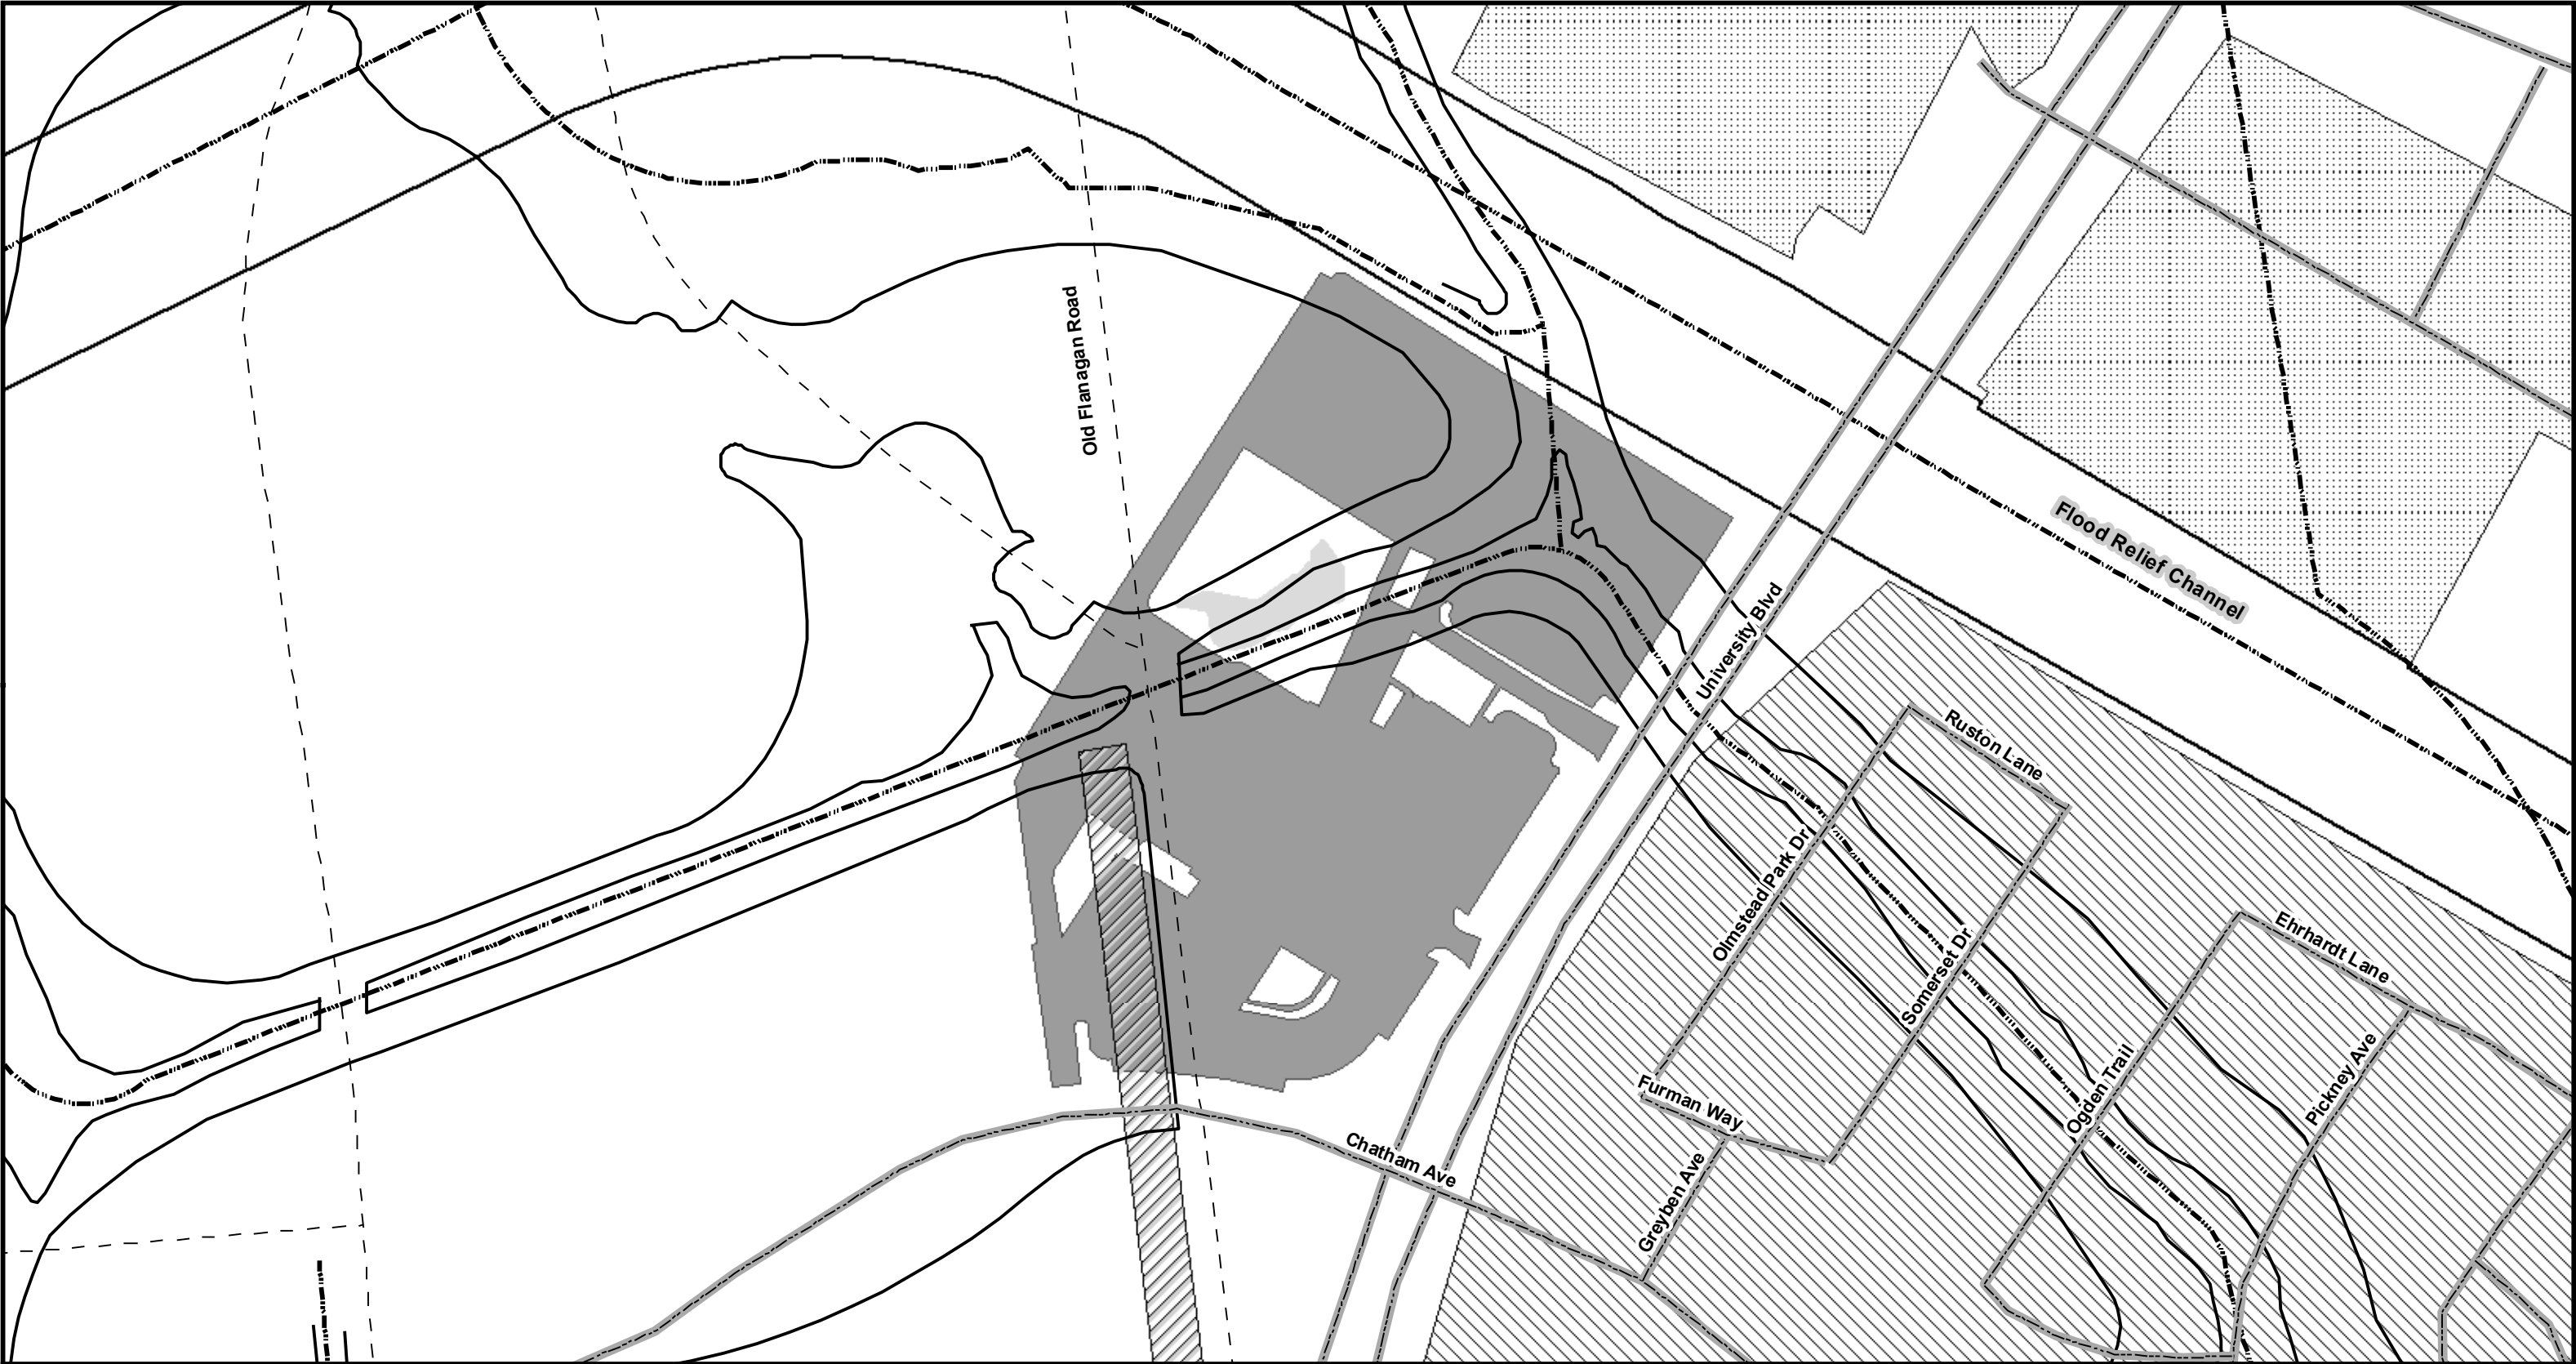 Old Flanagan Road
Flood Relief Channel
University Blvd
Ruston Lane
Olmstead Park Dr
Somerset Dr
Ehrhardt Lane
Pickney Ave
Ogden Trail
Furman Way
Greyben Ave
Chatham Ave